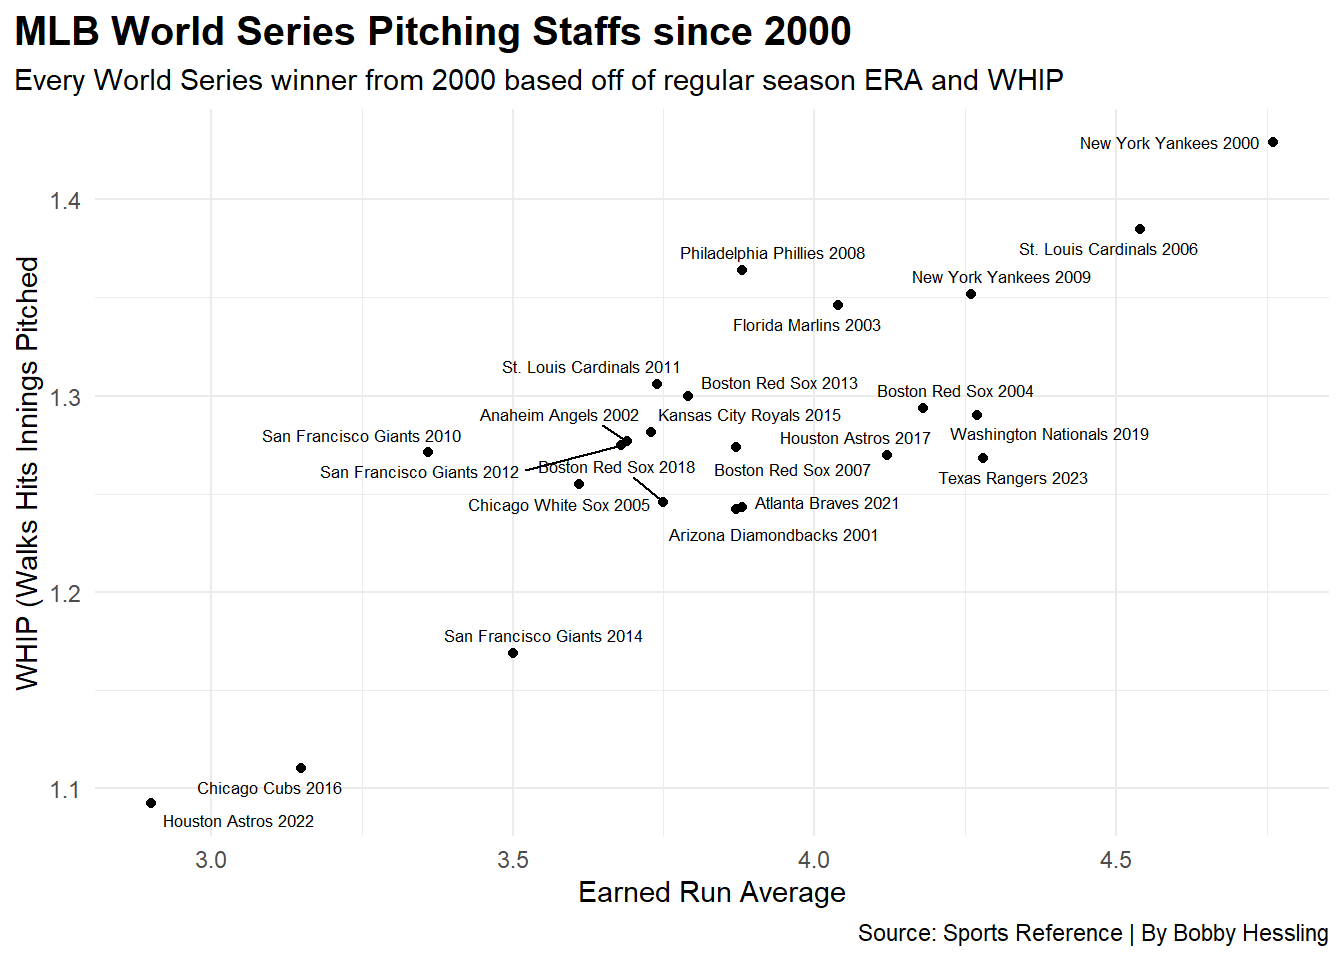 MLB World Series Pitching Staffs since 2000
Every World Series winner from 2000 based off of regular season ERA and WHIP
New York Yankees 2000
St. Louis Cardinals 2006
Philadelphia Phillies 2008
New York Yankees 2009
Florida Marlins 2003
St. Louis Cardinals 2011
Boston Red Sox 2013
Boston Red Sox 2004
Anaheim Angels 2002
Kansas City Royals 2015
San Francisco Giants 2010
Houston Astros 2017
Washington Nationals 2019
San Francisco Giants 2012
Boston Red Sox 2018
Boston Red Sox 2007
Texas Rangers 2023
Chicago White Sox 2005
Atlanta Braves 2021
Arizona Diamondbacks 2001
San Francisco Giants 2014
Chicago Cubs 2016
Houston Astros 2022
WHIP (Walks Hits Innings Pitched
1.4
1.3
1.2
1.1
3.0
3.5
4.0
4.5
Earned Run Average
Source: Sports Reference | By Bobby Hessling